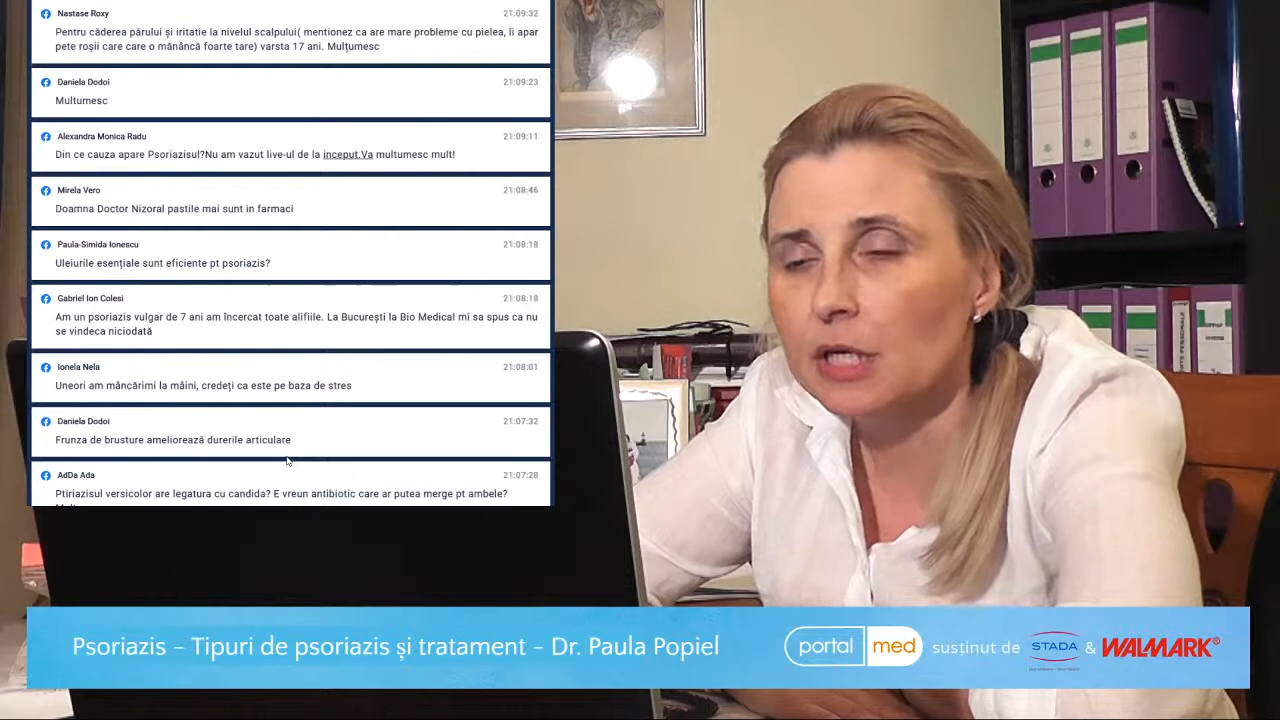 Nastase Roxy
21:09:32
Pentru căderea părului și iritatie la nivelul scalpului( mentionez ca are mare probleme cu pielea, îi apar
pete roșii care care o mănâncă foarte tare) varsta 17 ani. Mulțumesc
Daniela Dodoi
21:09:23
Multumesc
Alexandra Monica Radu
21:09:11
Din ce cauza apare Psoriazisul?Nu am vazut live-ul de la inceput.Va multumesc mult!
Mirela Vero
21:08:46
Doamna Doctor Nizoral pastile mai sunt in farmaci
Paula-Simida Ionescu
21:08:18
Uleiurile esențiale sunt eficiente pt psoriazis?
Gabriel Ion Colesi
21:08:18
Am un psoriazis vulgar de 7 ani am încercat toate alifiile. La București la Bio Medical mi sa spus ca nu
se vindeca niciodată
Ionela Nela
21:08:01
Uneori am mâncărimi la mâini, credeți ca este pe baza de stres
Daniela Dodoi
21:07:32
Frunza de brusture ameliorează durerile articulare
AdDa Ada
21:07:28
Ptiriazisul versicolor are legatura cu candida? E vreun antibiotic care ar putea merge pt ambele?
Psoriazis – Tipuri de psoriazis și tratament – Dr. Paula Popiel
portal med susținut de STADA & WALMARK®